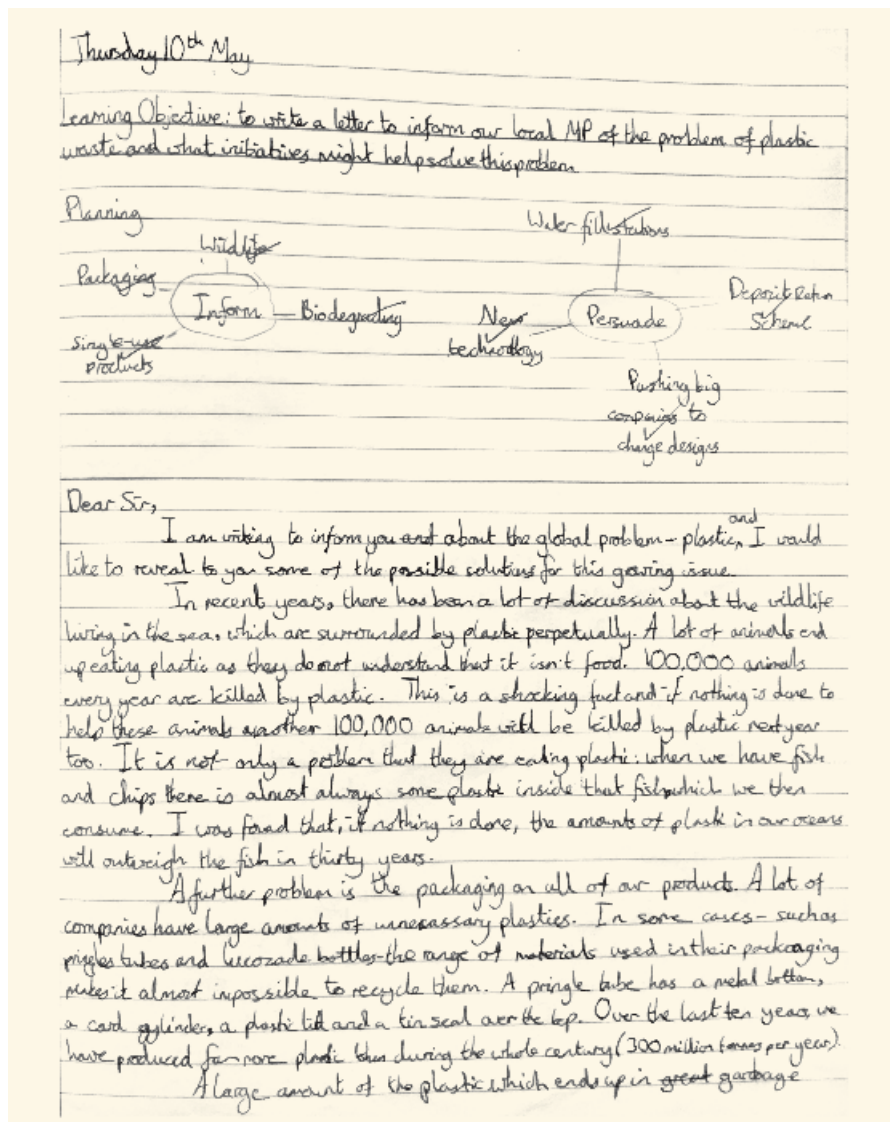 Thursday 10th May
Learning Objective: to write a letter to inform our local MP of the problem of plastic
waste and what initiatives might help solve this problem
Planning
Wildlife
Packaging
Inform
Biodegrading
Single-use
products
Water fill stations
New
technology
Persuade
Deposit Return
Scheme
Pushing big
companies to
change designs
Dear Sir,
I am writing to inform you about the global problem - plastic, and I would
like to reveal to you some of the possible solutions for this growing issue.
In recent years, there has been a lot of discussion about the wildlife
living in the sea, which are surrounded by plastic perpetually. A lot of animals end
up eating plastic as they do not understand that it isn't food. 100,000 animals
every year are killed by plastic. This is a shocking fact and if nothing is done to
help these animals another 100,000 animals will be killed by plastic next year
too. It is not only a problem that they are eating plastic: when we have fish
and chips there is almost always some plastic inside that fish which we then
consume. I was found that, if nothing is done, the amounts of plastic in our oceans
will outweigh the fish in thirty years.
A further problem is the packaging on all of our products. A lot of
companies have large amounts of unnecassary plastics. In some cases - such as
pringles tubes and lucozade bottles - the range of materials used in their packaging
makes it almost impossible to recycle them. A pringle tube has a metal bottom,
a card cylinder, a plastic lid and a tin seal over the top. Over the last ten years, we
have produced far more plastic than during the whole century (300 million tonnes per year).
A large amount of the plastic which ends up in great garbage